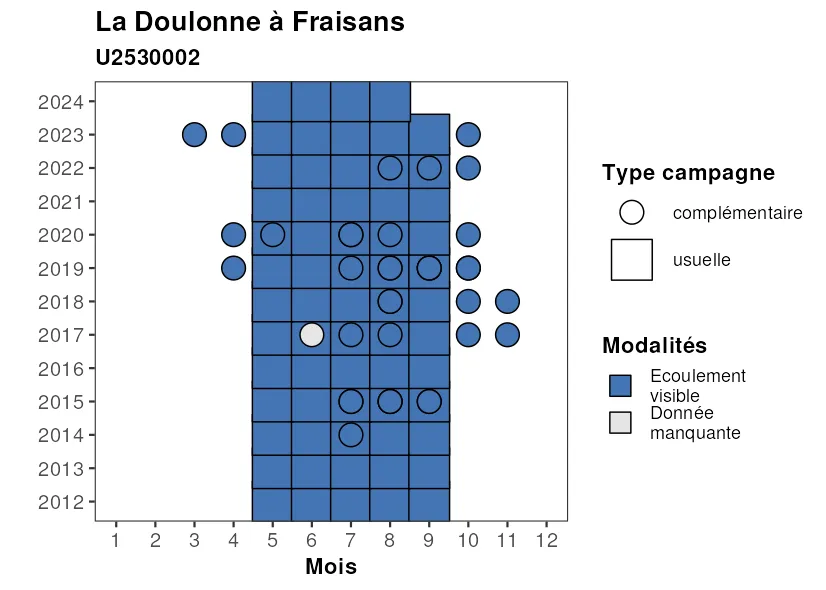 La Doulonne à Fraisans
U2530002
2024
2023
2022
2021
2020
2019
2018
2017
2016
2015
2014
2013
2012
1 2 3 4 5 6 7 8 9 10 11 12
Mois
Type campagne
complémentaire
usuelle
Modalités
Ecoulement
visible
Donnée
manquante